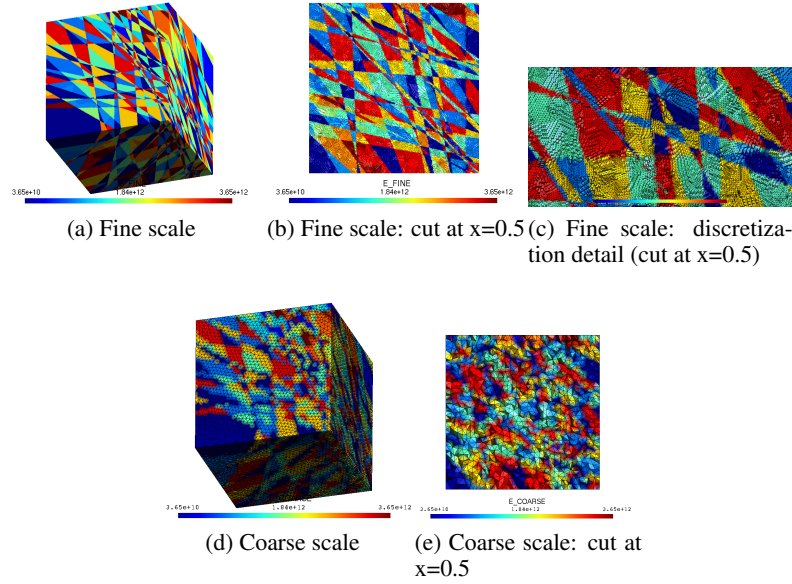 3.65e+10 1.84e+12 3.65e+12
E_FINE
3.65e+10 1.84e+12 3.65e+12
(a) Fine scale
(b) Fine scale: cut at x=0.5
(c) Fine scale: discretiza-
tion detail (cut at x=0.5)
3.65e+10 1.84e+12 3.65e+12
E_COARSE
3.65e+10 1.84e+12 3.65e+12
(d) Coarse scale
(e) Coarse scale: cut at
x=0.5